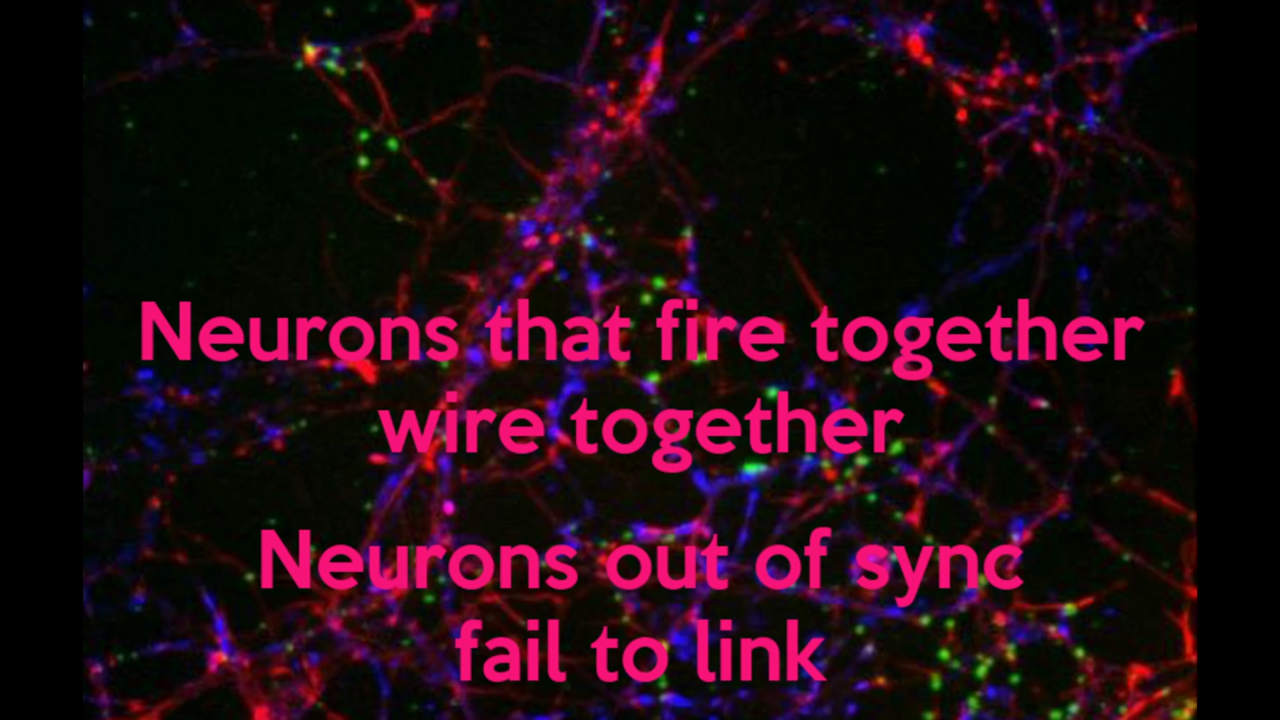 Neurons that fire together
wire together
Neurons out of sync
fail to link